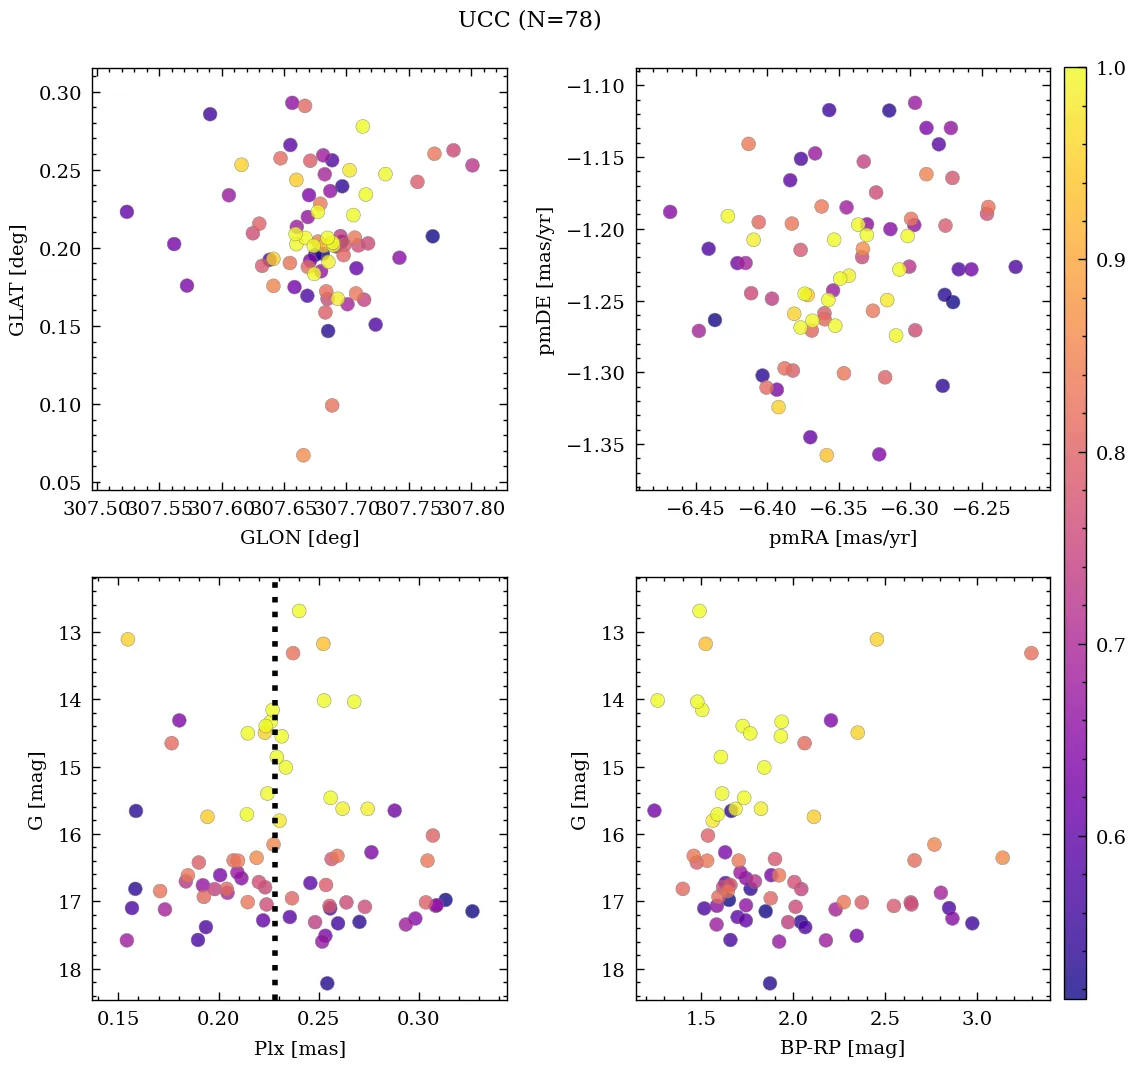 UCC (N=78)
0.30
0.25
0.20
0.15
0.10
0.05
GLAT [deg]
307.50 307.55 307.60 307.65 307.70 307.75 307.80
GLON [deg]
−1.10
−1.15
−1.20
−1.25
−1.30
−1.35
pmDE [mas/yr]
−6.45 −6.40 −6.35 −6.30 −6.25
pmRA [mas/yr]
1.0
0.9
0.8
0.7
0.6
13
14
15
16
17
18
G [mag]
0.15 0.20 0.25 0.30
Plx [mas]
13
14
15
16
17
18
G [mag]
1.5 2.0 2.5 3.0
BP-RP [mag]